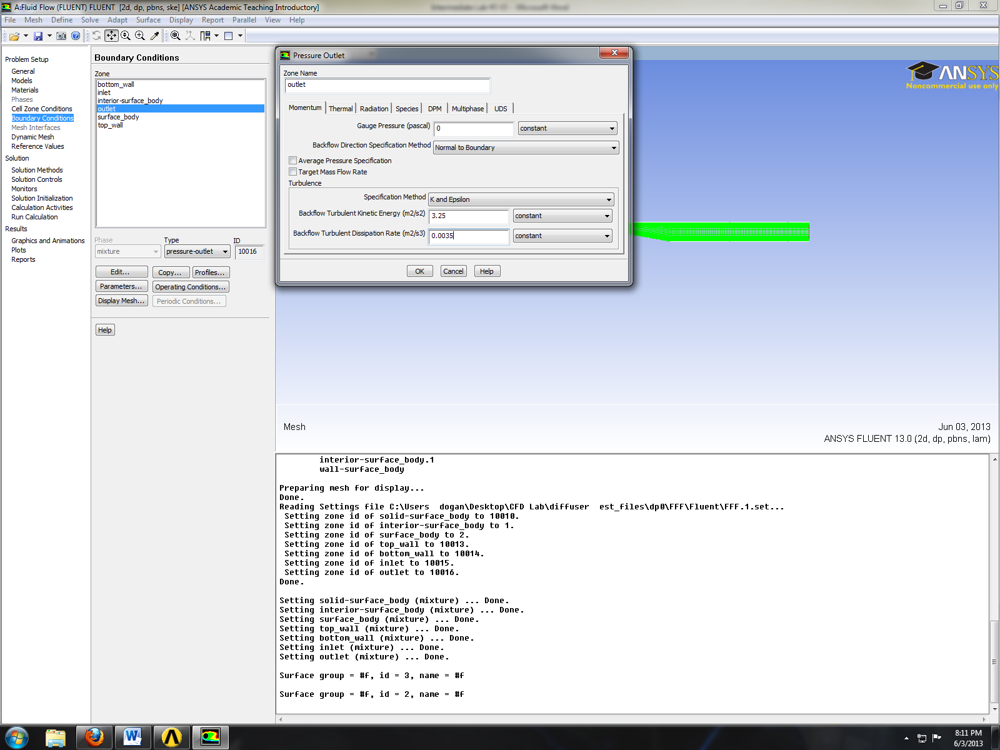 A:Fluid Flow (FLUENT) FLUENT [2d, dp, pbns, ske] [ANSYS Academic Teaching Introductory]
Intermediate Lab - Microsoft Word
File Mesh Define Solve Adapt Surface Display Report Parallel View Help
Problem Setup
General
Models
Materials
Phases
Cell Zone Conditions
Boundary Conditions
Mesh Interfaces
Dynamic Mesh
Reference Values
Solution
Solution Methods
Solution Controls
Monitors
Solution Initialization
Calculation Activities
Run Calculation
Results
Graphics and Animations
Plots
Reports
Boundary Conditions
Zone
bottom_wall
inlet
interior-surface_body
outlet
surface_body
top_wall
Phase Type ID
mixture pressure-outlet 10016
Edit... Copy... Profiles...
Parameters... Operating Conditions...
Display Mesh... Periodic Conditions...
Help
Pressure Outlet
Zone Name
outlet
Momentum Thermal Radiation Species DPM Multiphase UDS
Gauge Pressure (pascal) 0 constant
Backflow Direction Specification Method Normal to Boundary
Average Pressure Specification
Target Mass Flow Rate
Turbulence
Specification Method K and Epsilon
Backflow Turbulent Kinetic Energy (m2/s2) 3.25 constant
Backflow Turbulent Dissipation Rate (m2/s3) 0.0035 constant
OK Cancel Help
ANSYS
Noncommercial use only
Mesh
Jun 03, 2013
ANSYS FLUENT 13.0 (2d, dp, pbns, lam)
interior-surface_body.1
wall-surface_body
Preparing mesh for display...
Done.
Reading Settings file C:\Users dogan\Desktop\CFD Lab\diffuser est_files\dp0\FFF\Fluent\FFF.1.set...
Setting zone id of solid-surface_body to 10010.
Setting zone id of interior-surface_body to 1.
Setting zone id of surface_body to 2.
Setting zone id of top_wall to 10013.
Setting zone id of bottom_wall to 10014.
Setting zone id of inlet to 10015.
Setting zone id of outlet to 10016.
Done.
Setting solid-surface_body (mixture) ... Done.
Setting interior-surface_body (mixture) ... Done.
Setting surface_body (mixture) ... Done.
Setting top_wall (mixture) ... Done.
Setting bottom_wall (mixture) ... Done.
Setting inlet (mixture) ... Done.
Setting outlet (mixture) ... Done.
Surface group = #f, id = 3, name = #f
Surface group = #f, id = 2, name = #f
8:11 PM
6/3/2013